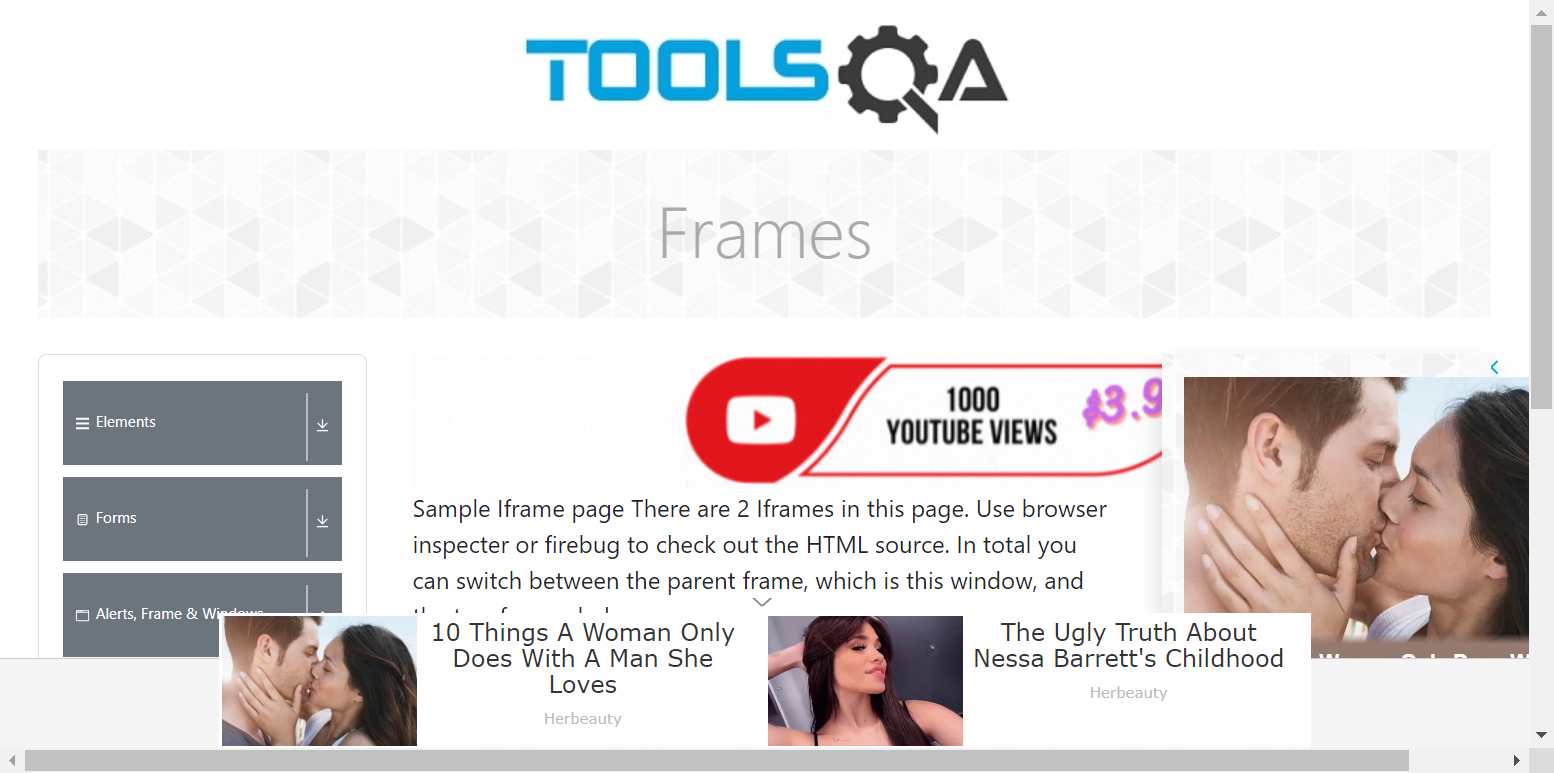 TOOLSQA
Frames
Elements
Forms
Alerts, Frame & Windows
1000
YOUTUBE VIEWS
$3.9
Sample Iframe page There are 2 Iframes in this page. Use browser
inspecter or firebug to check out the HTML source. In total you
can switch between the parent frame, which is this window, and
10 Things A Woman Only
Does With A Man She
Loves
Herbeauty
The Ugly Truth About
Nessa Barrett's Childhood
Herbeauty